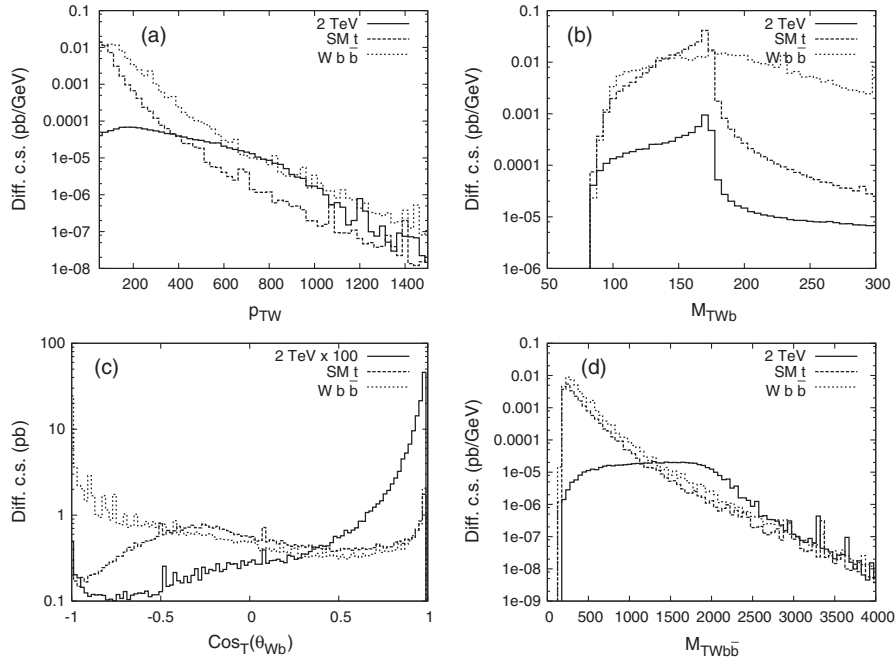 (a)
2 TeV
SM t
W b b̅
Diff. c.s. (pb/GeV)
0.1
0.01
0.001
0.0001
1e-05
1e-06
1e-07
1e-08
200 400 600 800 1000 1200 1400
pTW
(b)
2 TeV
SM t
W b b̅
Diff. c.s. (pb/GeV)
0.1
0.01
0.001
0.0001
1e-05
1e-06
50 100 150 200 250 300
MTWb
(c)
2 TeV x 100
SM t
W b b̅
Diff. c.s. (pb)
100
10
1
0.1
-1 -0.5 0 0.5 1
CosT(θWb)
(d)
2 TeV
SM t
W b b̅
Diff. c.s. (pb/GeV)
0.1
0.01
0.001
0.0001
1e-05
1e-06
1e-07
1e-08
1e-09
0 500 1000 1500 2000 2500 3000 3500 4000
MTWbb̅